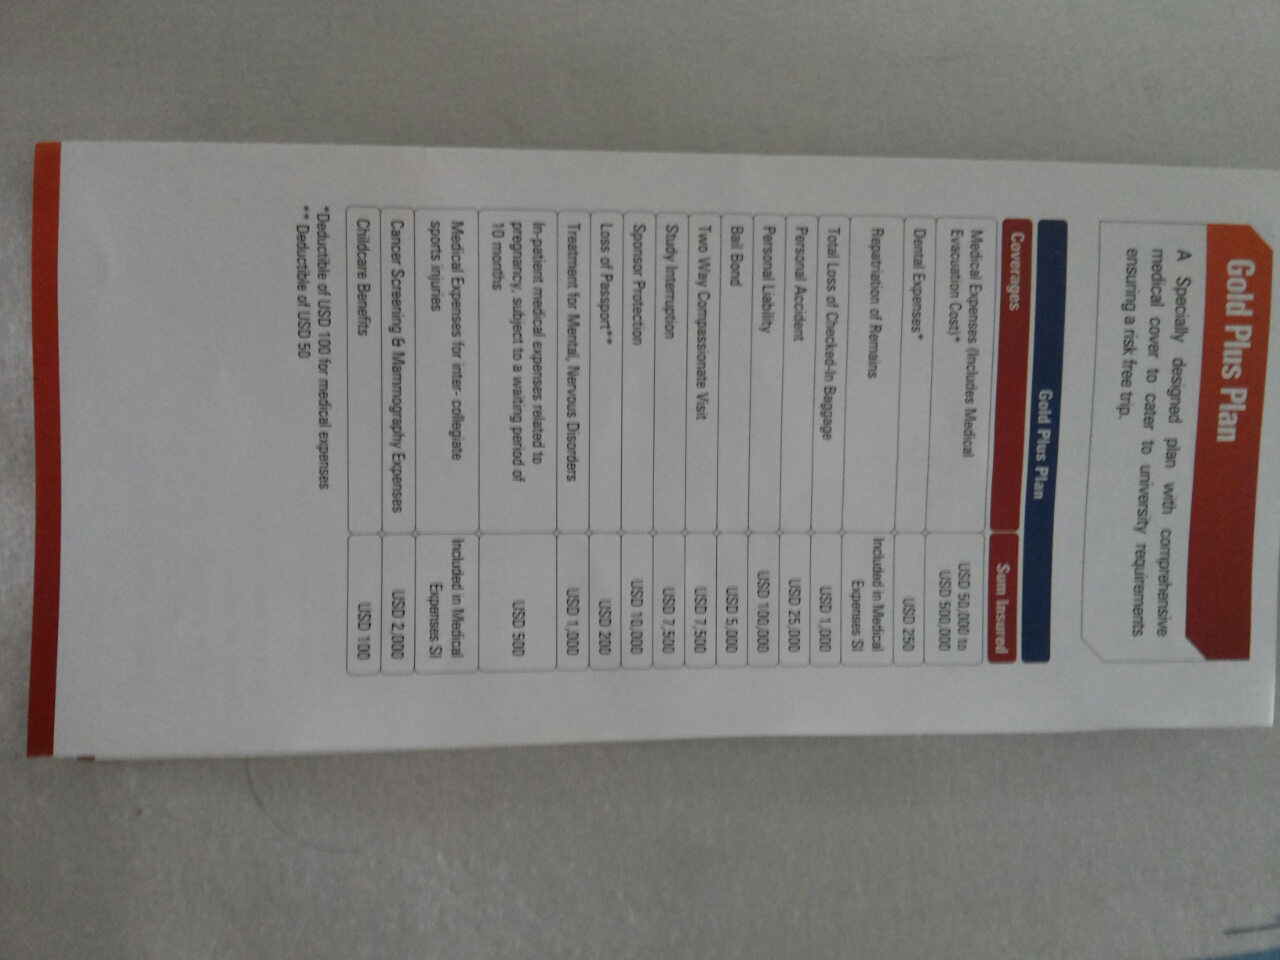 Gold Plus Plan
A Specially designed plan with comprehensive
medical cover to cater to university requirements
ensuring a risk free trip.
Gold Plus Plan
Coverages Sum Insured
Medical Expenses (Includes Medical
Evacuation Cost)* USD 50,000 to
USD 500,000
Dental Expenses* USD 250
Repatriation of Remains Included in Medical
Expenses SI
Total Loss of Checked-In Baggage USD 1,000
Personal Accident USD 25,000
Personal Liability USD 100,000
Bail Bond USD 5,000
Two Way Compassionate Visit USD 7,500
Study Interruption USD 7,500
Sponsor Protection USD 10,000
Loss of Passport** USD 200
Treatment for Mental, Nervous Disorders USD 1,000
In-patient medical expenses related to
pregnancy, subject to a waiting period of
10 months USD 500
Medical Expenses for inter- collegiate
sports injuries Included in Medical
Expenses SI
Cancer Screening & Mammography Expenses USD 2,000
Childcare Benefits USD 100
*Deductible of USD 100 for medical expenses
** Deductible of USD 50